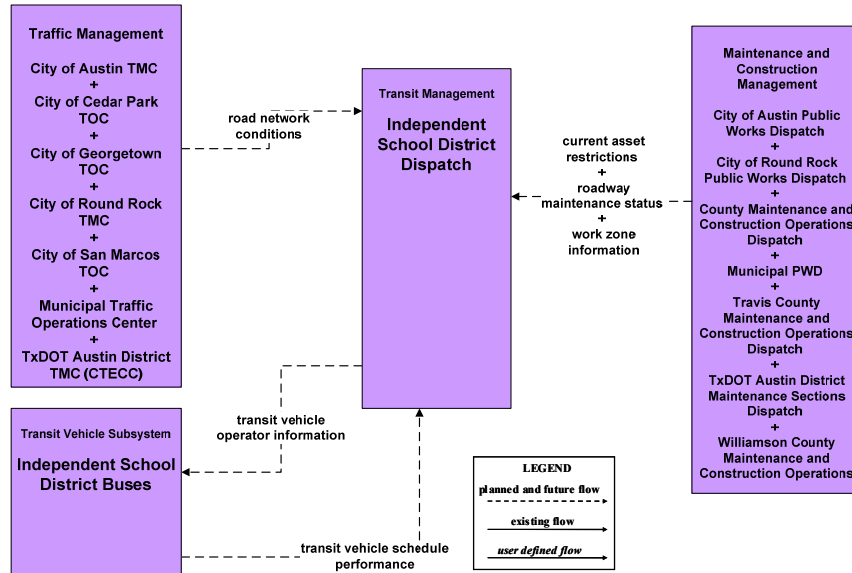 Traffic Management
City of Austin TMC
+
City of Cedar Park
TOC
+
City of Georgetown
TOC
+
City of Round Rock
TMC
+
City of San Marcos
TOC
+
Municipal Traffic
Operations Center
+
TxDOT Austin District
TMC (CTECC)
road network
conditions
Transit Management
Independent
School District
Dispatch
current asset
restrictions
+
roadway
maintenance status
+
work zone
information
Maintenance and
Construction
Management
City of Austin Public
Works Dispatch
+
City of Round Rock
Public Works Dispatch
+
County Maintenance and
Construction Operations
Dispatch
+
Municipal PWD
+
Travis County
Maintenance and
Construction Operations
Dispatch
+
TxDOT Austin District
Maintenance Sections
Dispatch
+
Williamson County
Maintenance and
Construction Operations
Transit Vehicle Subsystem
Independent School
District Buses
transit vehicle
operator information
transit vehicle schedule
performance
LEGEND
planned and future flow
existing flow
user defined flow